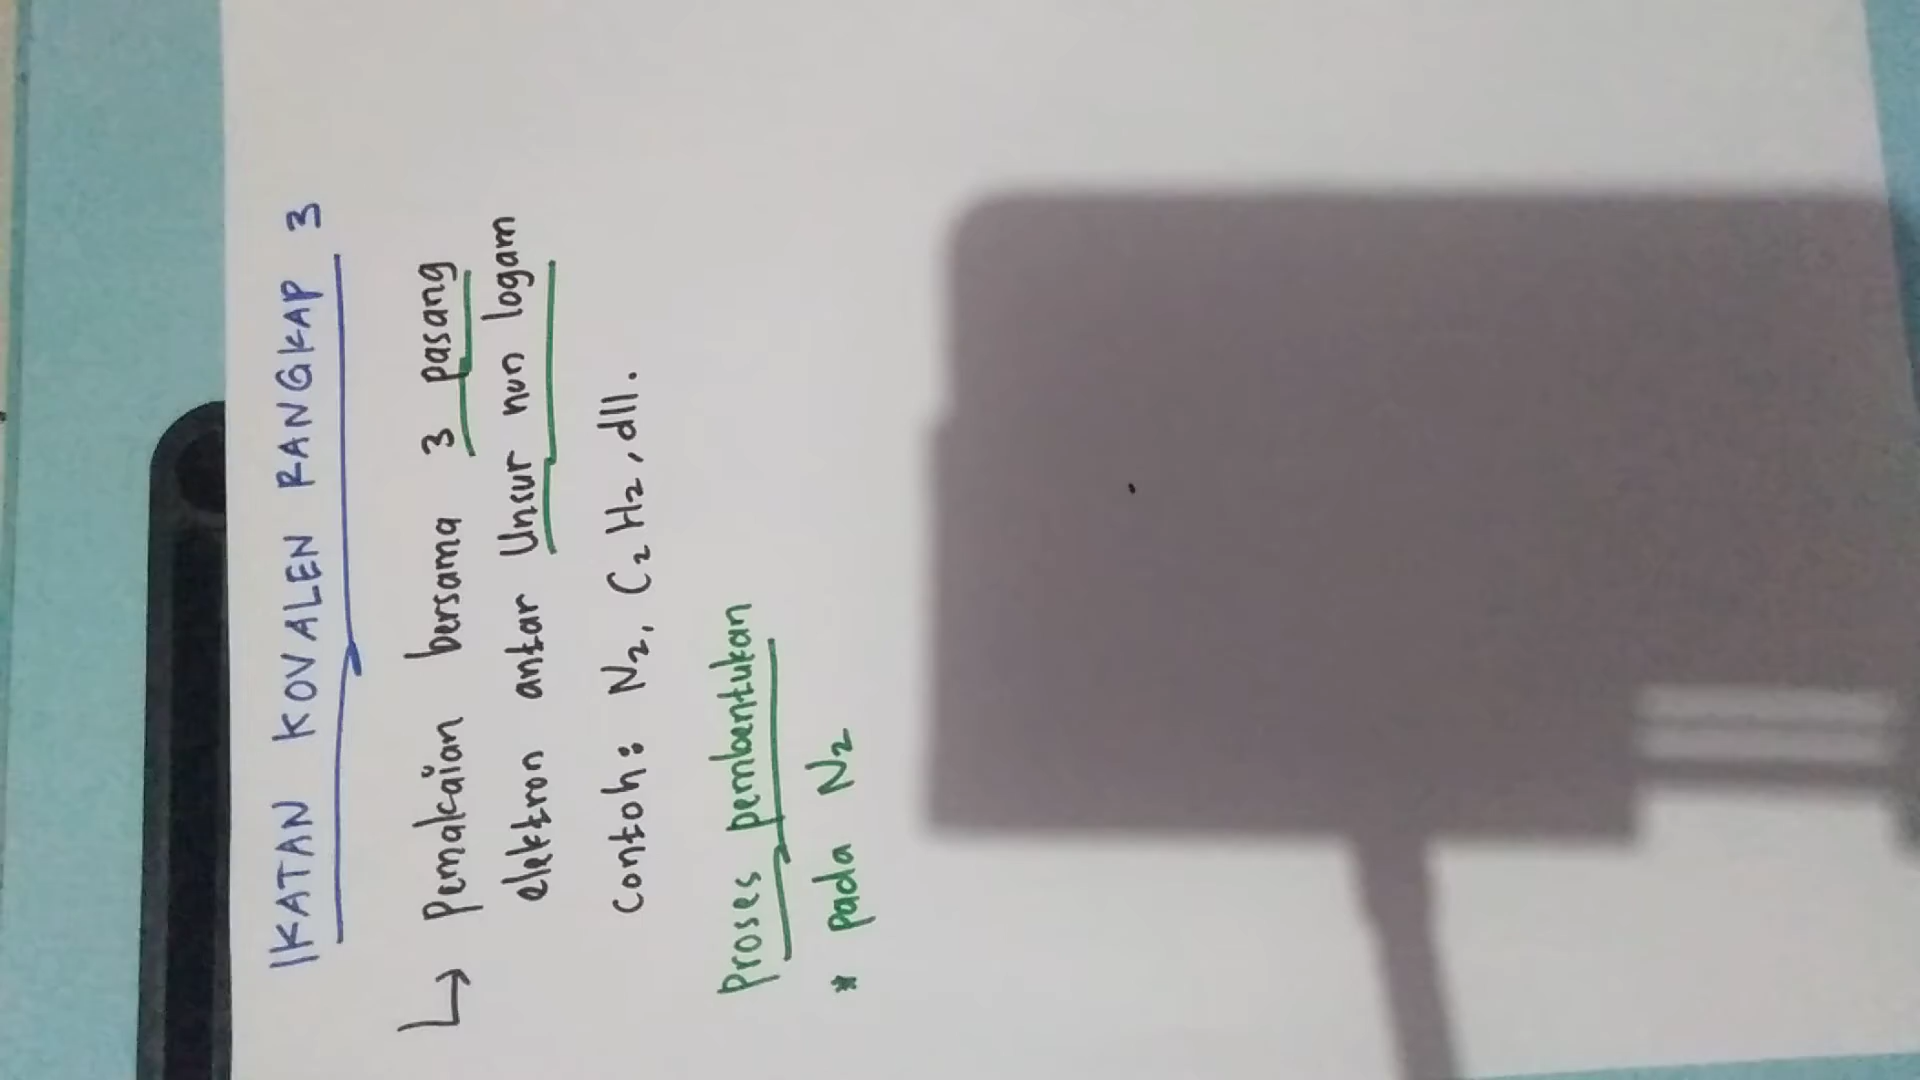 IKATAN KOVALEN RANGKAP 3
↳ Pemakaian bersama 3 pasang
elektron antar Unsur non logam
Contoh: N₂, C₂H₂, dll.
Proses pembentukan
* pada N₂